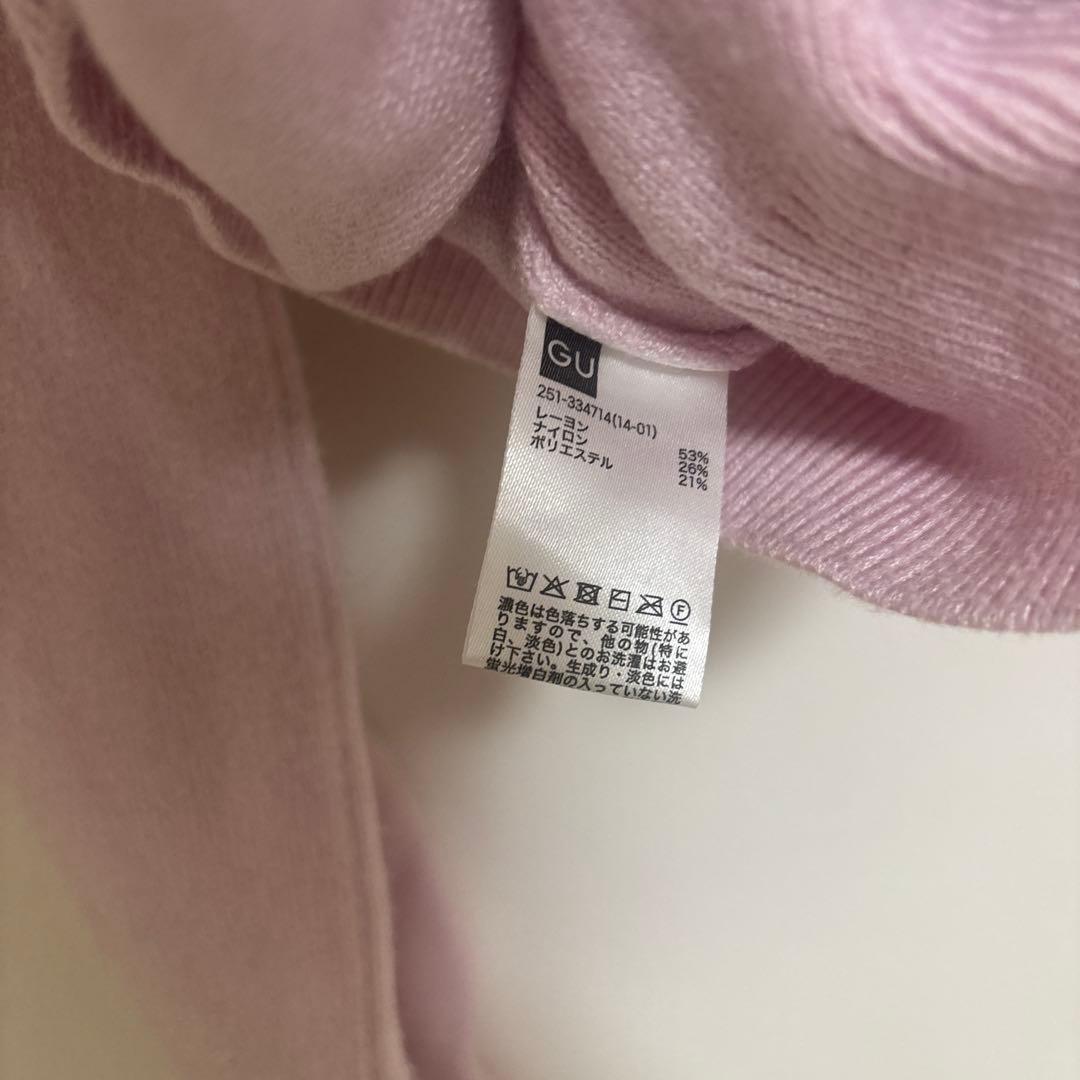 GU
251-334714(14-01)
レーヨン 53%
ナイロン 26%
ポリエステル 21%
F
濃色は色落ちする可能性があ
りますので、他の物(特に
白、淡色)とのお洗濯はお避
け下さい。生成り・淡色には
蛍光増白剤の入っていない洗